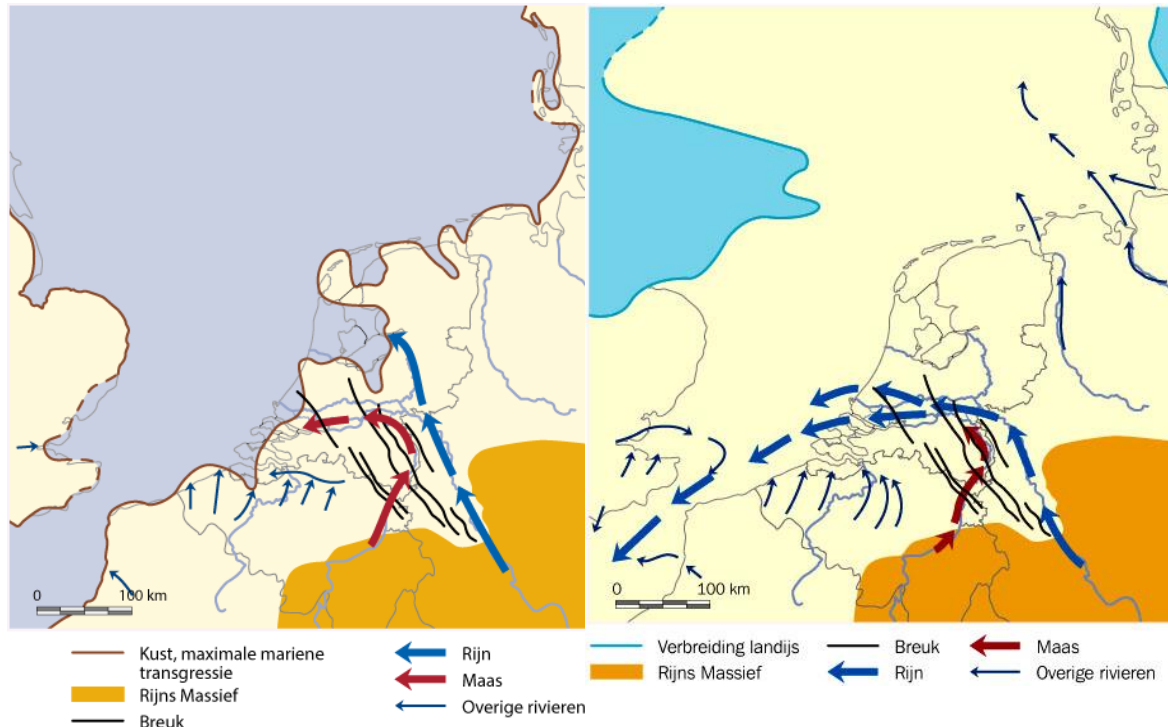 0 100 km
Kust, maximale mariene
transgressie
Rijns Massief
Breuk
Rijn
Maas
Overige rivieren
0 100 km
Verbreiding landijs
Rijns Massief
Breuk
Rijn
Maas
Overige rivieren